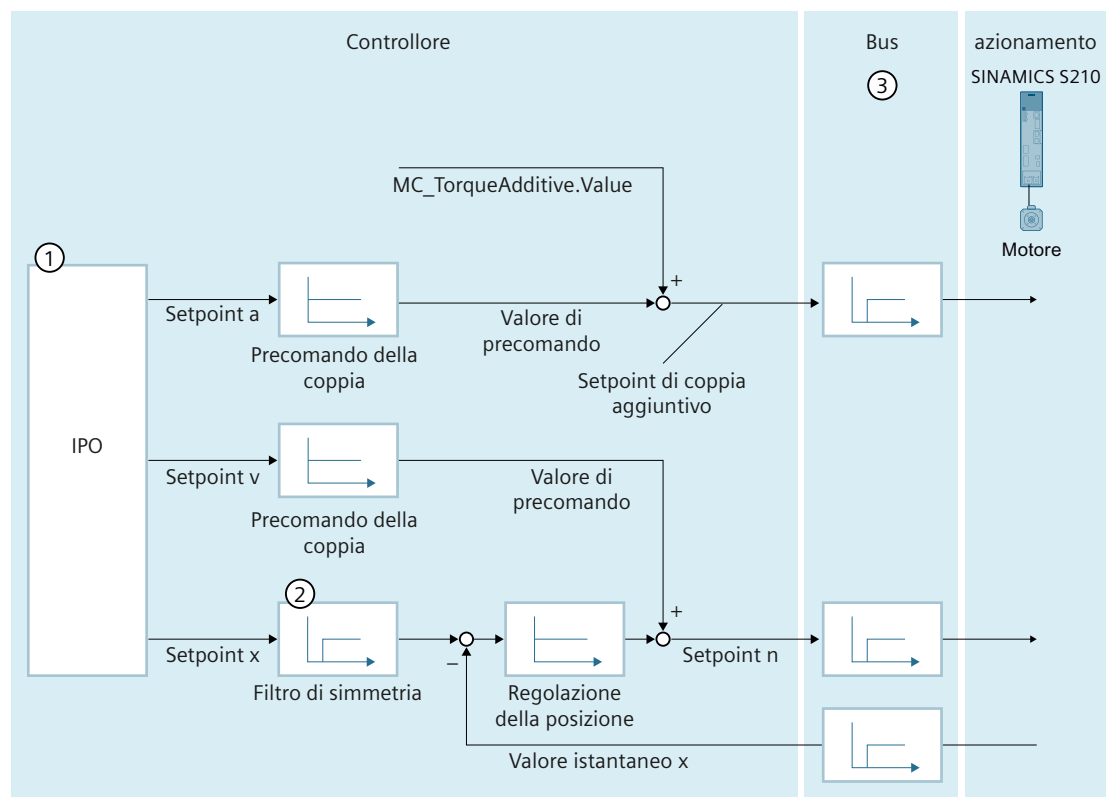 Controllore
Bus
azionamento
3
SINAMICS S210
MC_TorqueAdditive.Value
Motore
1
+
Setpoint a
Valore di
precomando
Precomando della
coppia
Setpoint di coppia
aggiuntivo
IPO
Setpoint v
Valore di
precomando
Precomando della
coppia
2
+
Setpoint x
–
Setpoint n
Filtro di simmetria
Regolazione
della posizione
Valore istantaneo x